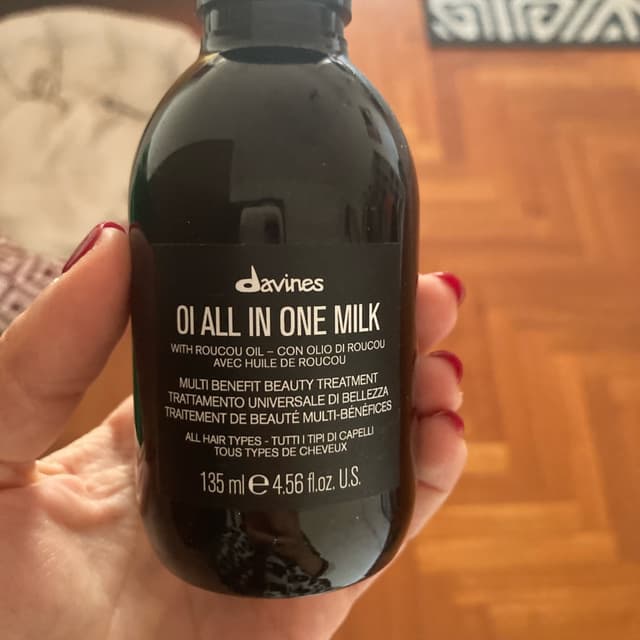 davines
OI ALL IN ONE MILK
WITH ROUCOU OIL – CON OLIO DI ROUCOU
AVEC HUILE DE ROUCOU
MULTI BENEFIT BEAUTY TREATMENT
TRATTAMENTO UNIVERSALE DI BELLEZZA
TRAITEMENT DE BEAUTÉ MULTI-BÉNÉFICES
ALL HAIR TYPES - TUTTI I TIPI DI CAPELLI
TOUS TYPES DE CHEVEUX
135 ml ℮ 4.56 fl.oz. U.S.